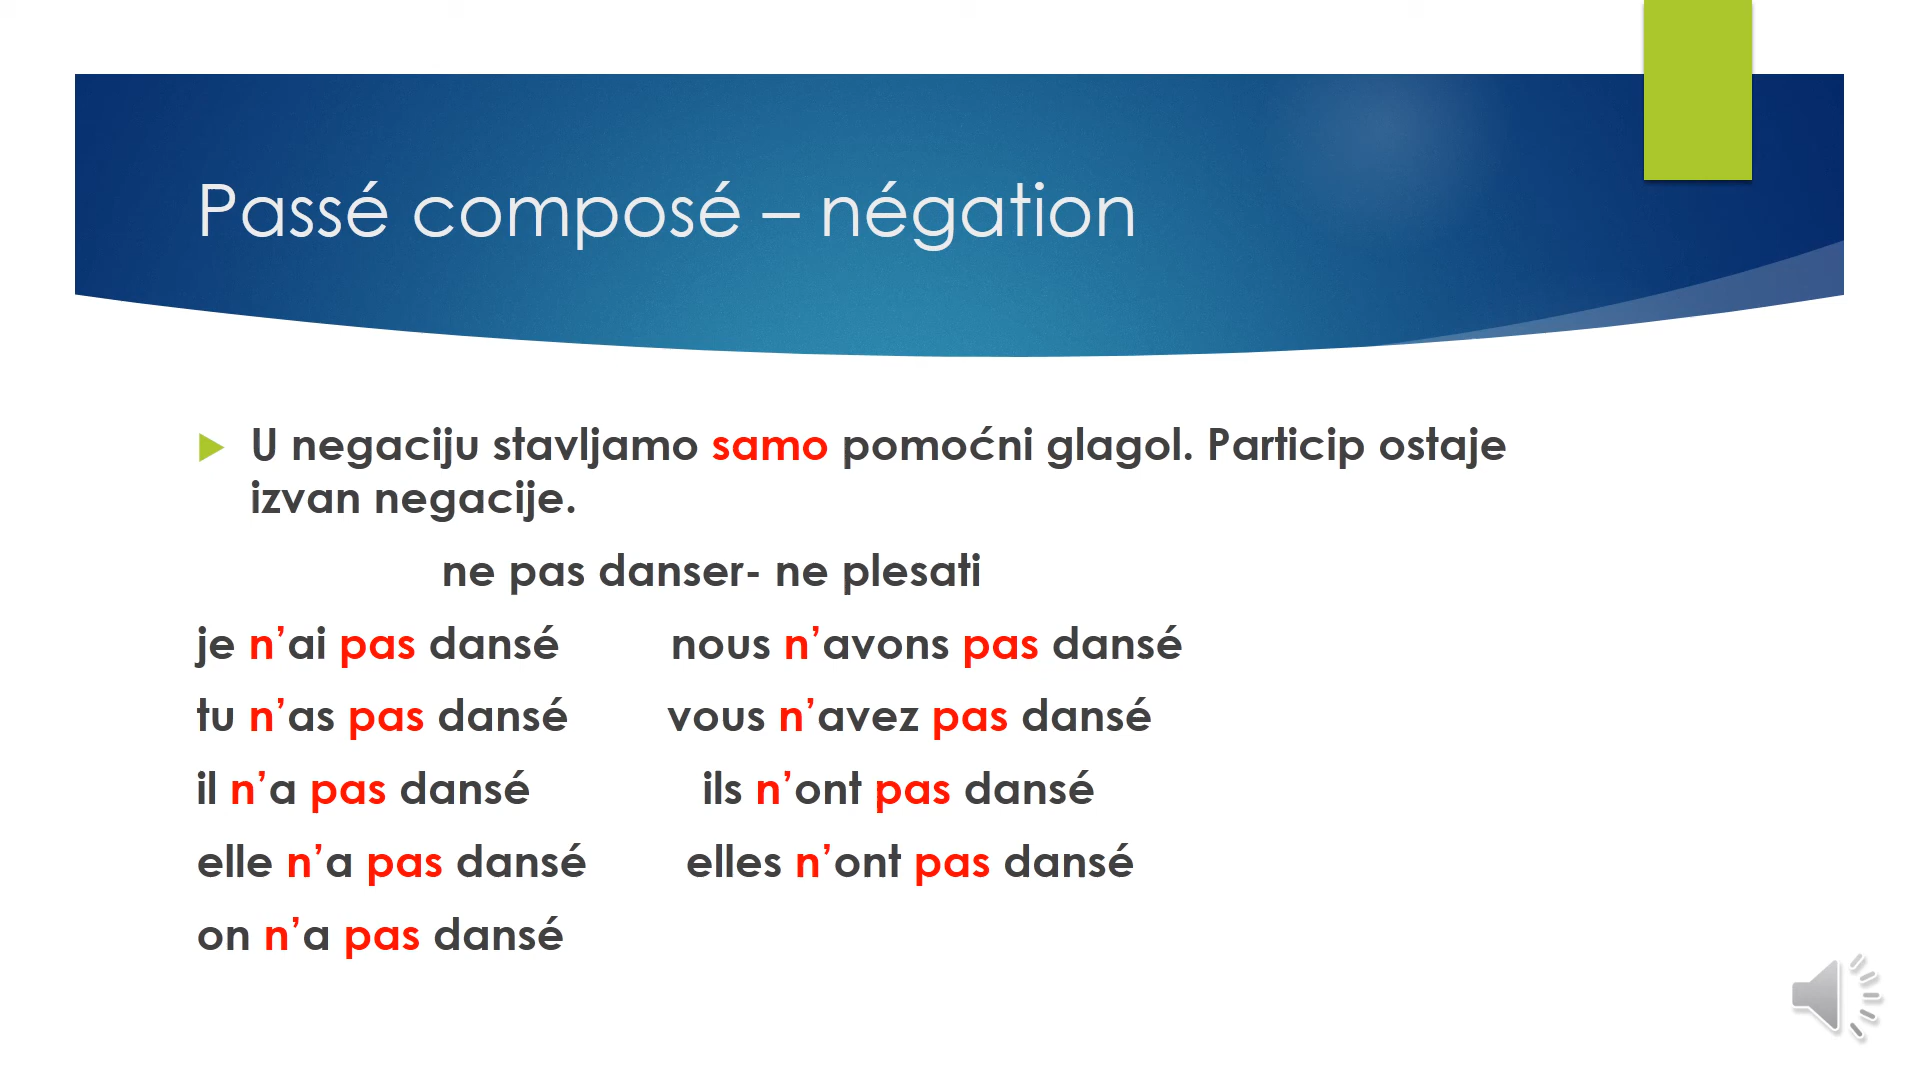 Passé composé – négation
U negaciju stavljamo samo pomoćni glagol. Particip ostaje
izvan negacije.
ne pas danser- ne plesati
je n’ai pas dansé nous n’avons pas dansé
tu n’as pas dansé vous n’avez pas dansé
il n’a pas dansé ils n’ont pas dansé
elle n’a pas dansé elles n’ont pas dansé
on n’a pas dansé